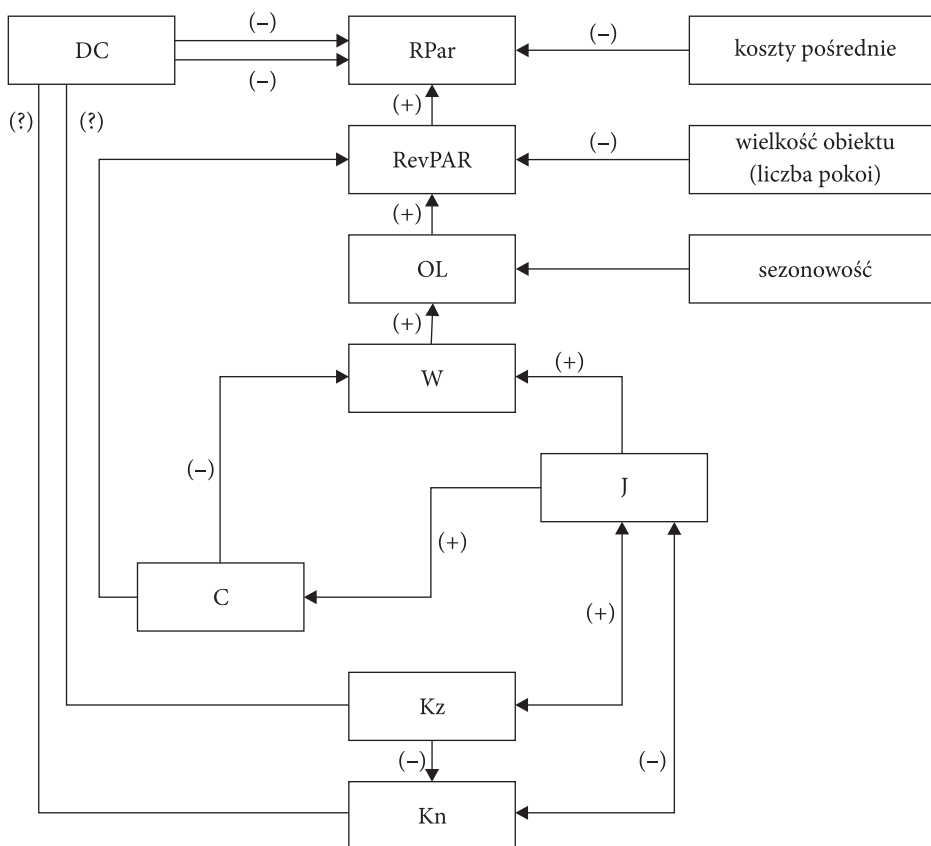 DC
(–)
(–)
RPar
(–)
koszty pośrednie
(?)
(?)
(+)
RevPAR
(–)
wielkość obiektu
(liczba pokoi)
(+)
OL
sezonowość
(+)
W
(+)
(–)
J
(+)
C
(+)
Kz
(–)
(–)
Kn